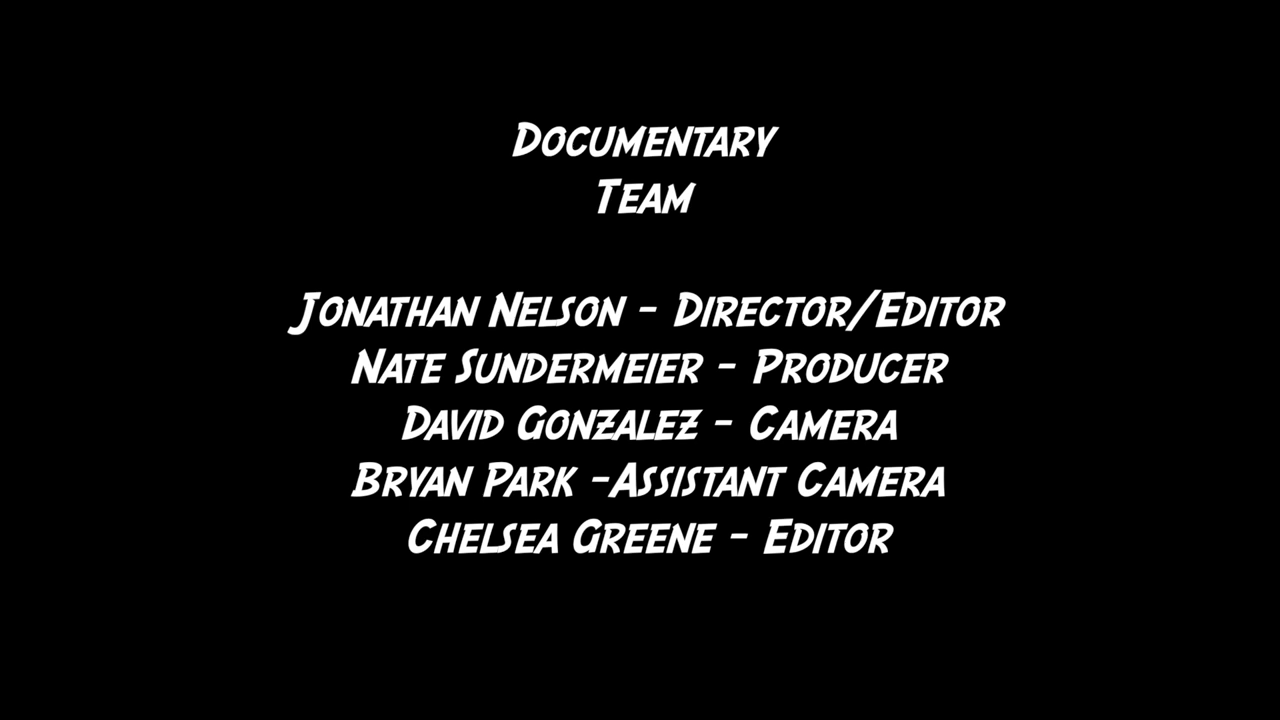 Documentary
Team
Jonathan Nelson - Director/Editor
Nate Sundermeier - Producer
David Gonzalez - Camera
Bryan Park -Assistant Camera
Chelsea Greene - Editor